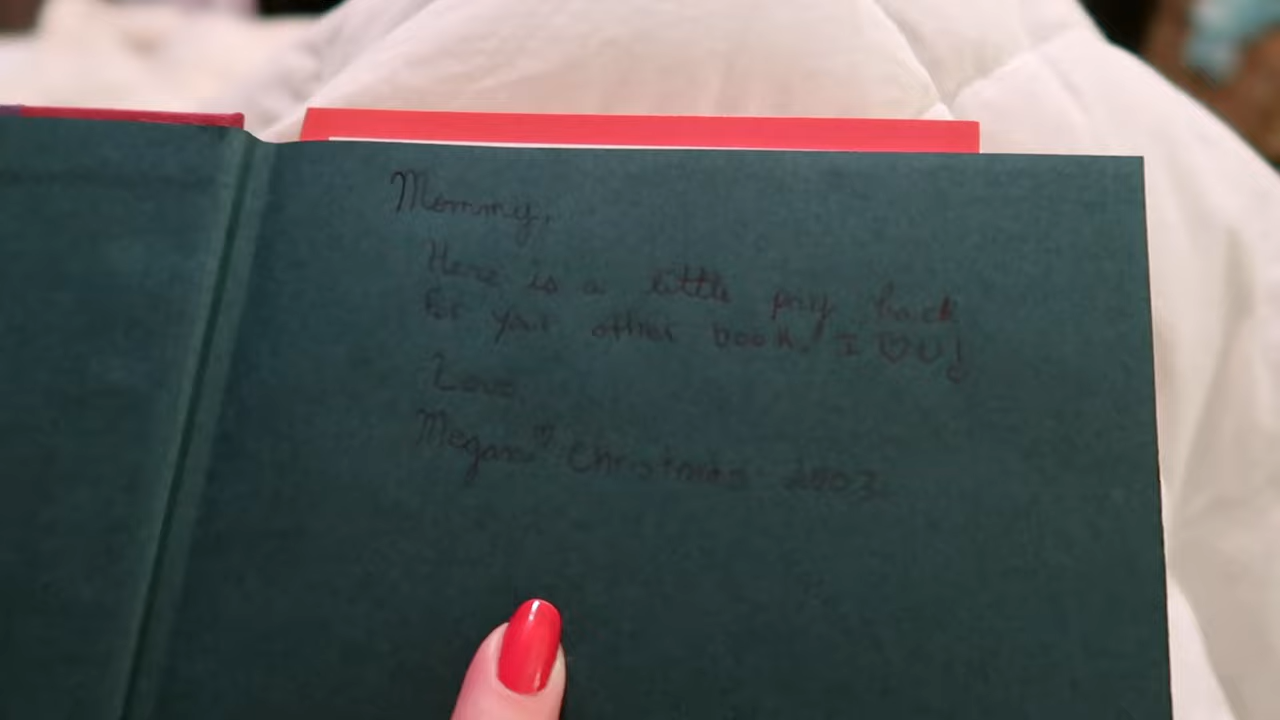 Mommy,
Here is a little pay back
for your other book! I ♡ U!
Love
Megan ♡ Christmas 2003